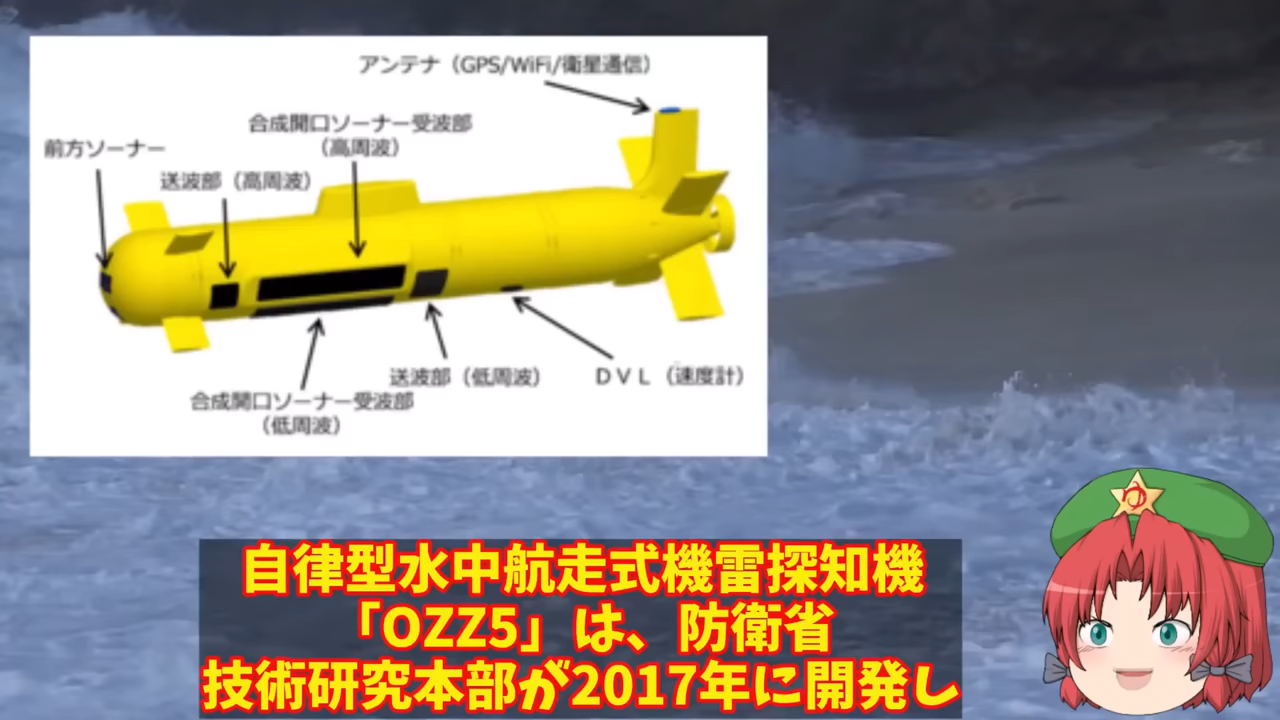 アンテナ（GPS/WiFi/衛星通信）
合成開口ソーナー受波部
（高周波）
前方ソーナー
送波部（高周波）
送波部（低周波）
DVL（速度計）
合成開口ソーナー受波部
（低周波）
ゆ
自律型水中航走式機雷探知機
「OZZ5」は、防衛省
技術研究本部が2017年に開発し